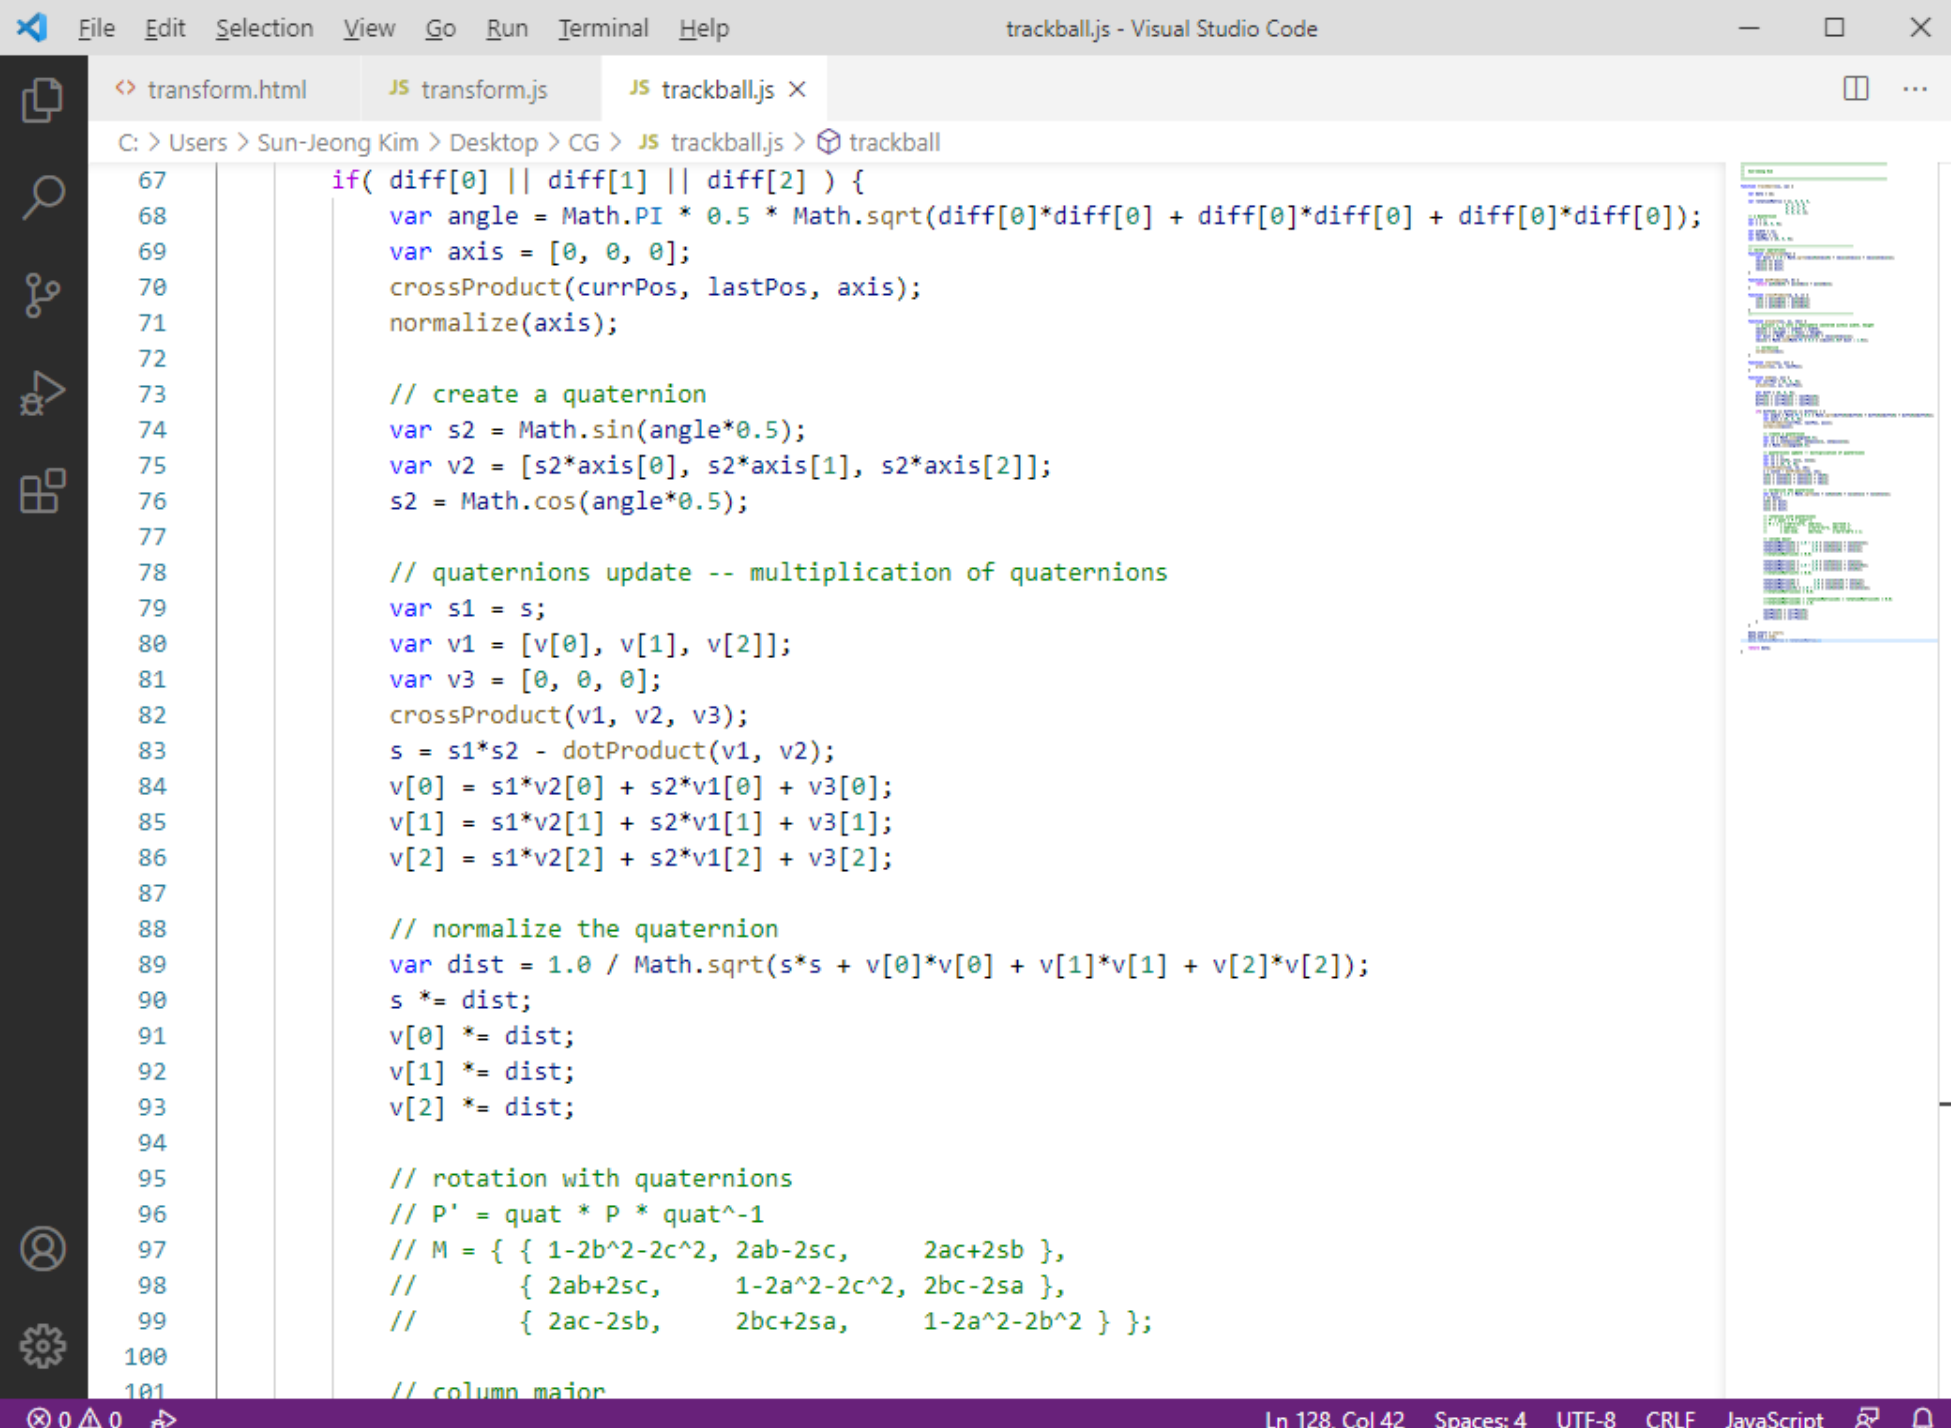 File Edit Selection View Go Run Terminal Help trackball.js - Visual Studio Code
<> transform.html JS transform.js JS trackball.js ×
C: > Users > Sun-Jeong Kim > Desktop > CG > JS trackball.js > trackball
67 if( diff[0] || diff[1] || diff[2] ) {
68 var angle = Math.PI * 0.5 * Math.sqrt(diff[0]*diff[0] + diff[0]*diff[0] + diff[0]*diff[0]);
69 var axis = [0, 0, 0];
70 crossProduct(currPos, lastPos, axis);
71 normalize(axis);
72
73 // create a quaternion
74 var s2 = Math.sin(angle*0.5);
75 var v2 = [s2*axis[0], s2*axis[1], s2*axis[2]];
76 s2 = Math.cos(angle*0.5);
77
78 // quaternions update -- multiplication of quaternions
79 var s1 = s;
80 var v1 = [v[0], v[1], v[2]];
81 var v3 = [0, 0, 0];
82 crossProduct(v1, v2, v3);
83 s = s1*s2 - dotProduct(v1, v2);
84 v[0] = s1*v2[0] + s2*v1[0] + v3[0];
85 v[1] = s1*v2[1] + s2*v1[1] + v3[1];
86 v[2] = s1*v2[2] + s2*v1[2] + v3[2];
87
88 // normalize the quaternion
89 var dist = 1.0 / Math.sqrt(s*s + v[0]*v[0] + v[1]*v[1] + v[2]*v[2]);
90 s *= dist;
91 v[0] *= dist;
92 v[1] *= dist;
93 v[2] *= dist;
94
95 // rotation with quaternions
96 // P' = quat * P * quat^-1
97 // M = { { 1-2b^2-2c^2, 2ab-2sc, 2ac+2sb },
98 // { 2ab+2sc, 1-2a^2-2c^2, 2bc-2sa },
99 // { 2ac-2sb, 2bc+2sa, 1-2a^2-2b^2 } };
100
101 // column major
0 0 Ln 128, Col 42 Spaces: 4 UTF-8 CRLF JavaScript